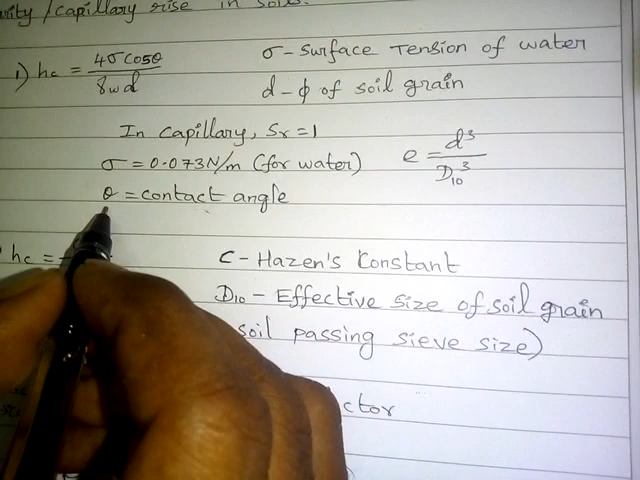 /capillary rise in soils
1) hc = 4σcosθ / γwd σ - Surface Tension of water
d - ϕ of soil grain
In capillary, Sr = 1
σ = 0.073N/m (for water) e = d³ / D10³
θ = contact angle
hc = C - Hazen's Constant
D10 - Effective size of soil grain
soil passing sieve size)
ctor